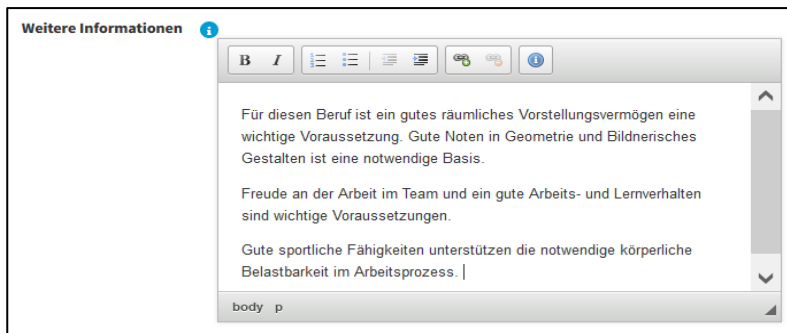 Weitere Informationen i
B I
Für diesen Beruf ist ein gutes räumliches Vorstellungsvermögen eine
wichtige Voraussetzung. Gute Noten in Geometrie und Bildnerisches
Gestalten ist eine notwendige Basis.
Freude an der Arbeit im Team und ein gute Arbeits- und Lernverhalten
sind wichtige Voraussetzungen.
Gute sportliche Fähigkeiten unterstützen die notwendige körperliche
Belastbarkeit im Arbeitsprozess.
body p